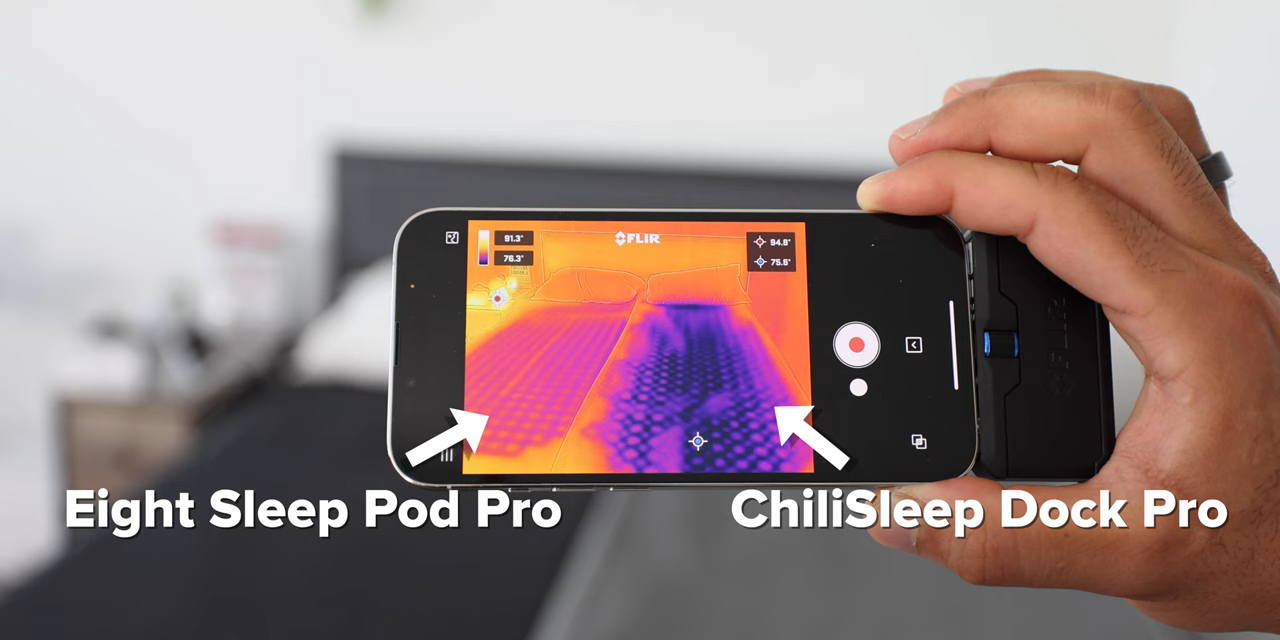 91.3°
76.3°
FLIR
94.8°
75.5°
Eight Sleep Pod Pro
ChiliSleep Dock Pro